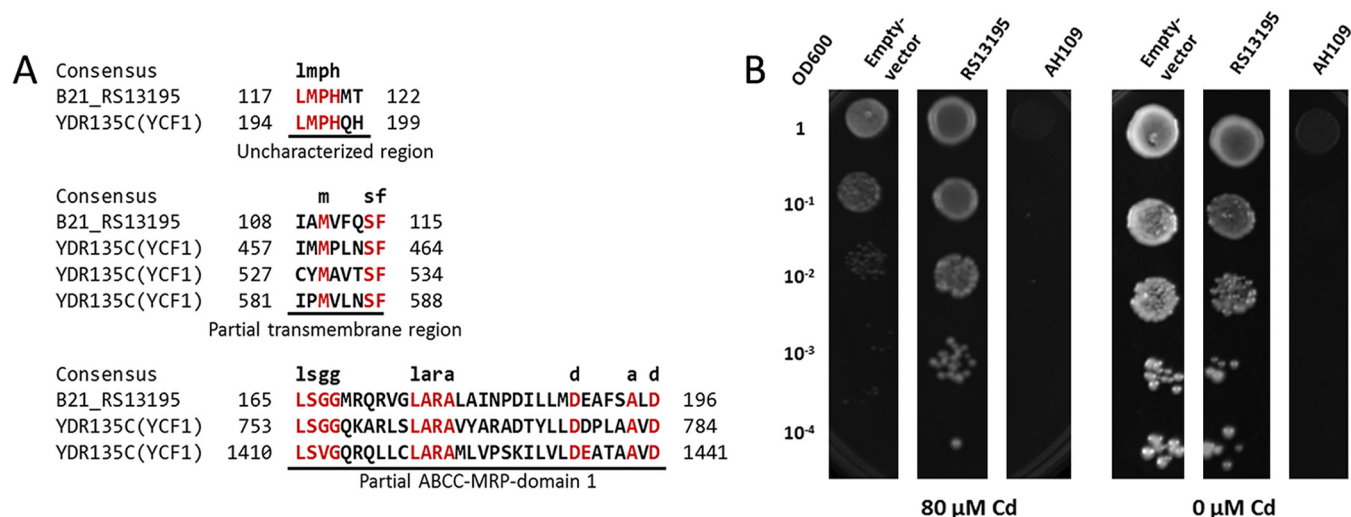 A
Consensus lmph
B21_RS13195 117 LMPHMT 122
YDR135C(YCF1) 194 LMPHQH 199
Uncharacterized region
Consensus m sf
B21_RS13195 108 IAMVFQSF 115
YDR135C(YCF1) 457 IMMPLNSF 464
YDR135C(YCF1) 527 CYMAVTSF 534
YDR135C(YCF1) 581 IPMVLNSF 588
Partial transmembrane region
Consensus lsgg lara d a d
B21_RS13195 165 LSGGMRQRVGLARALAINPDILLMDEAFSALD 196
YDR135C(YCF1) 753 LSGGQKARLSLARAVYARADTYLLDDPLAAVD 784
YDR135C(YCF1) 1410 LSVGQRQLLCLARAMLVPSKILVLDEATAAVD 1441
Partial ABCC-MRP-domain 1
B
OD600 Empty-vector RS13195 AH109 Empty-vector RS13195 AH109
1
10-1
10-2
10-3
10-4
80 µM Cd 0 µM Cd